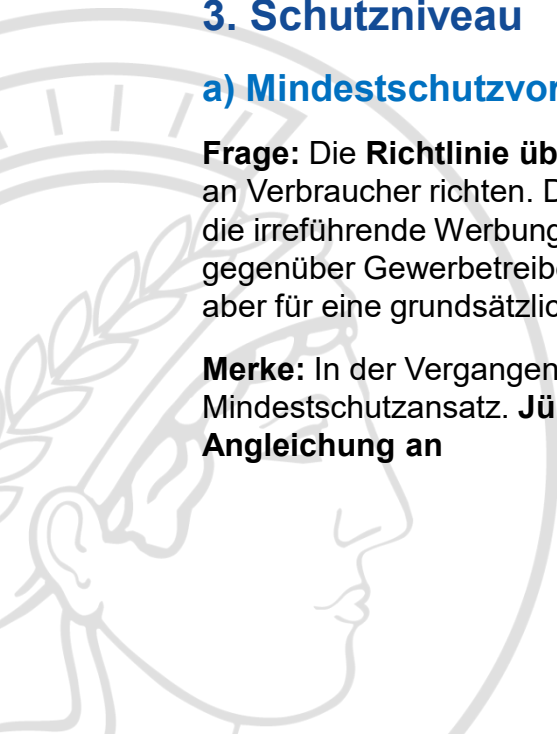 3. Schutzniveau
a) Mindestschutzvor
Frage: Die Richtlinie üb
an Verbraucher richten. D
die irreführende Werbung
gegenüber Gewerbetreibe
aber für eine grundsätzlic
Merke: In der Vergangen
Mindestschutzansatz. Jü
Angleichung an